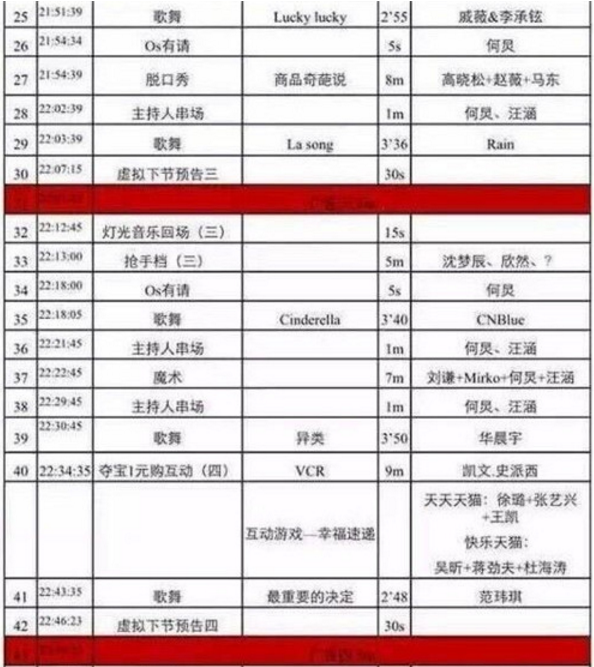 25 21:51:39 歌舞 Lucky lucky 2'55 戚薇&李承铉
26 21:54:34 Os有请 5s 何炅
27 21:54:39 脱口秀 商品奇葩说 8m 高晓松+赵薇+马东
28 22:02:39 主持人串场 1m 何炅、汪涵
29 22:03:39 歌舞 La song 3'36 Rain
30 22:07:15 虚拟下节预告三 30s
31
32 22:12:45 灯光音乐回场（三） 15s
33 22:13:00 抢手档（三） 5m 沈梦辰、欣然、？
34 22:18:00 Os有请 5s 何炅
35 22:18:05 歌舞 Cinderella 3'40 CNBlue
36 22:21:45 主持人串场 1m 何炅、汪涵
37 22:22:45 魔术 7m 刘谦+Mirko+何炅+汪涵
38 22:29:45 主持人串场 1m 何炅、汪涵
39 22:30:45 歌舞 异类 3'50 华晨宇
40 22:34:35 夺宝1元购互动（四） VCR 9m 凯文.史派西
互动游戏—幸福速递 天天天猫：徐璐+张艺兴
+王凯
快乐天猫：
吴昕+蒋劲夫+杜海涛
41 22:43:35 歌舞 最重要的决定 2'48 范玮琪
42 22:46:23 虚拟下节预告四 30s
43